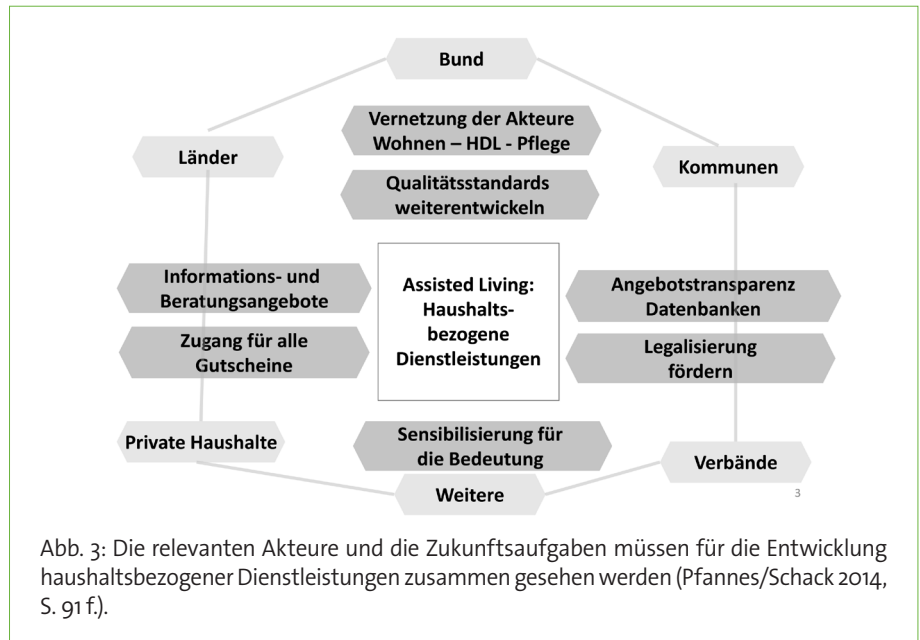 Bund
Vernetzung der Akteure
Wohnen – HDL - Pflege
Länder
Kommunen
Qualitätsstandards
weiterentwickeln
Informations- und
Beratungsangebote
Assisted Living:
Haushalts-
bezogene
Dienstleistungen
Angebotstransparenz
Datenbanken
Zugang für alle
Gutscheine
Legalisierung
fördern
Private Haushalte
Sensibilisierung für
die Bedeutung
Verbände
Weitere
3
Abb. 3: Die relevanten Akteure und die Zukunftsaufgaben müssen für die Entwicklung
haushaltsbezogener Dienstleistungen zusammen gesehen werden (Pfannes/Schack 2014,
S. 91 f.).